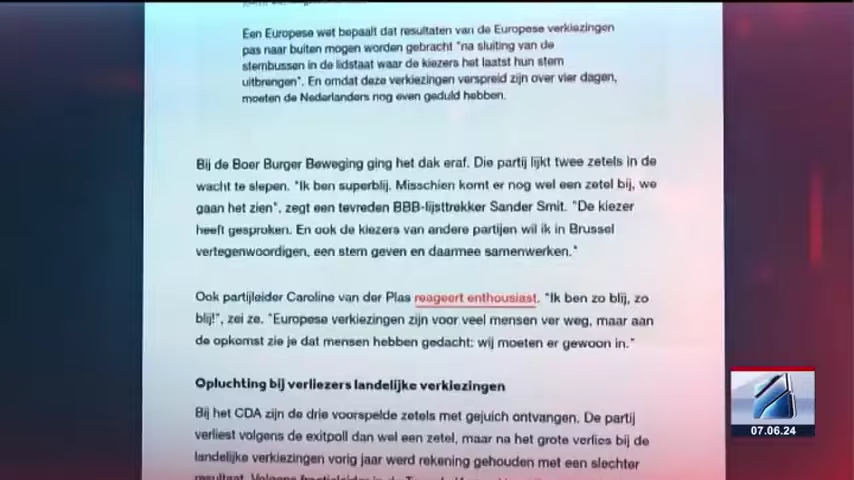 Een Europese wet bepaalt dat resultaten van de Europese verkiezingen
pas naar buiten mogen worden gebracht "na sluiting van de
stembussen in de lidstaat waar de kiezers het laatst hun stem
uitbrengen". En omdat deze verkiezingen verspreid zijn over vier dagen,
moeten de Nederlanders nog even geduld hebben.
Bij de Boer Burger Beweging ging het dak eraf. Die partij lijkt twee zetels in de
wacht te slepen. "Ik ben superblij. Misschien komt er nog wel een zetel bij, we
gaan het zien", zegt een tevreden BBB-lijsttrekker Sander Smit. "De kiezer
heeft gesproken. En ook de kiezers van andere partijen wil ik in Brussel
vertegenwoordigen, een stem geven en daarmee samenwerken."
Ook partijleider Caroline van der Plas reageert enthousiast. "Ik ben zo blij, zo
blij!", zei ze. "Europese verkiezingen zijn voor veel mensen ver weg, maar aan
de opkomst zie je dat mensen hebben gedacht: wij moeten er gewoon in."
Opluchting bij verliezers landelijke verkiezingen
Bij het CDA zijn de drie voorspelde zetels met gejuich ontvangen. De partij
verliest volgens de exitpoll dan wel een zetel, maar na het grote verlies bij de
landelijke verkiezingen vorig jaar werd rekening gehouden met een slechter
07.06.24